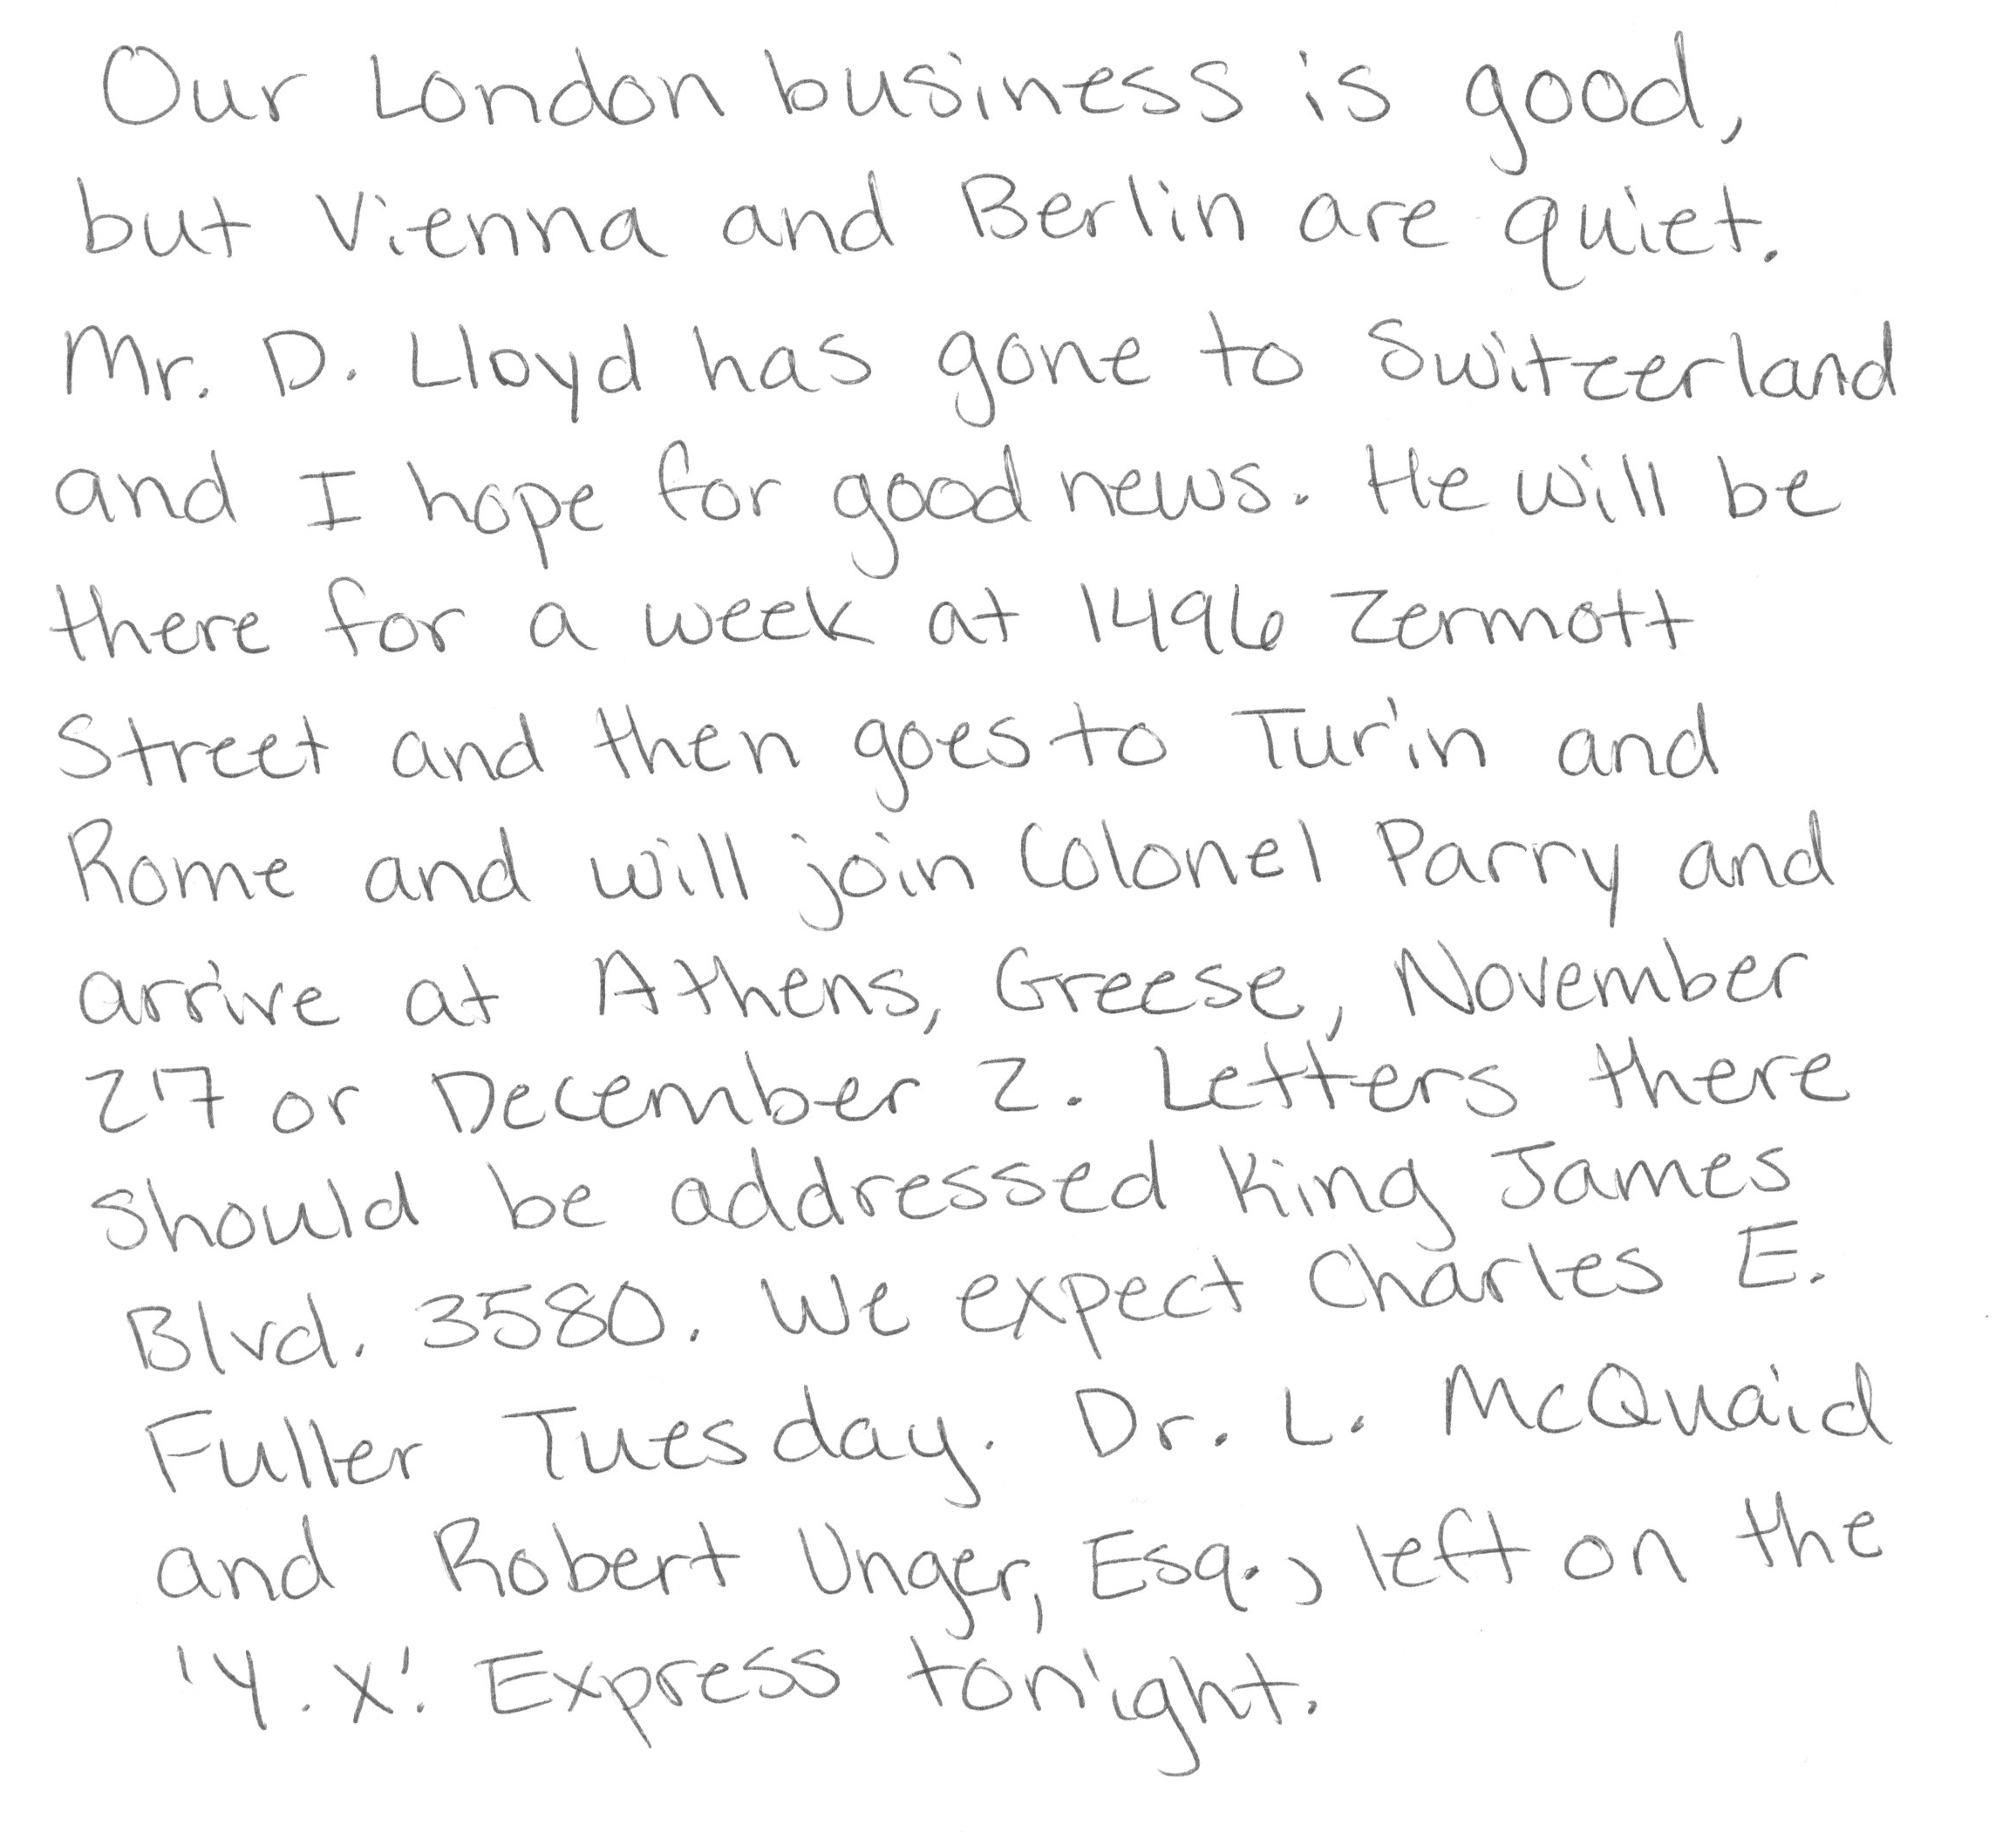 Our London business is good,
but Vienna and Berlin are quiet.
Mr. D. Lloyd has gone to Switzerland
and I hope for good news. He will be
there for a week at 1496 Zermott
Street and then goes to Turin and
Rome and will join Colonel Parry and
arrive at Athens, Greese, November
27 or December 2. Letters there
should be addressed King James
Blvd. 3580. We expect Charles E.
Fuller Tuesday. Dr. L. McQuaid
and Robert Unger, Esq., left on the
'Y. X.' Express tonight.